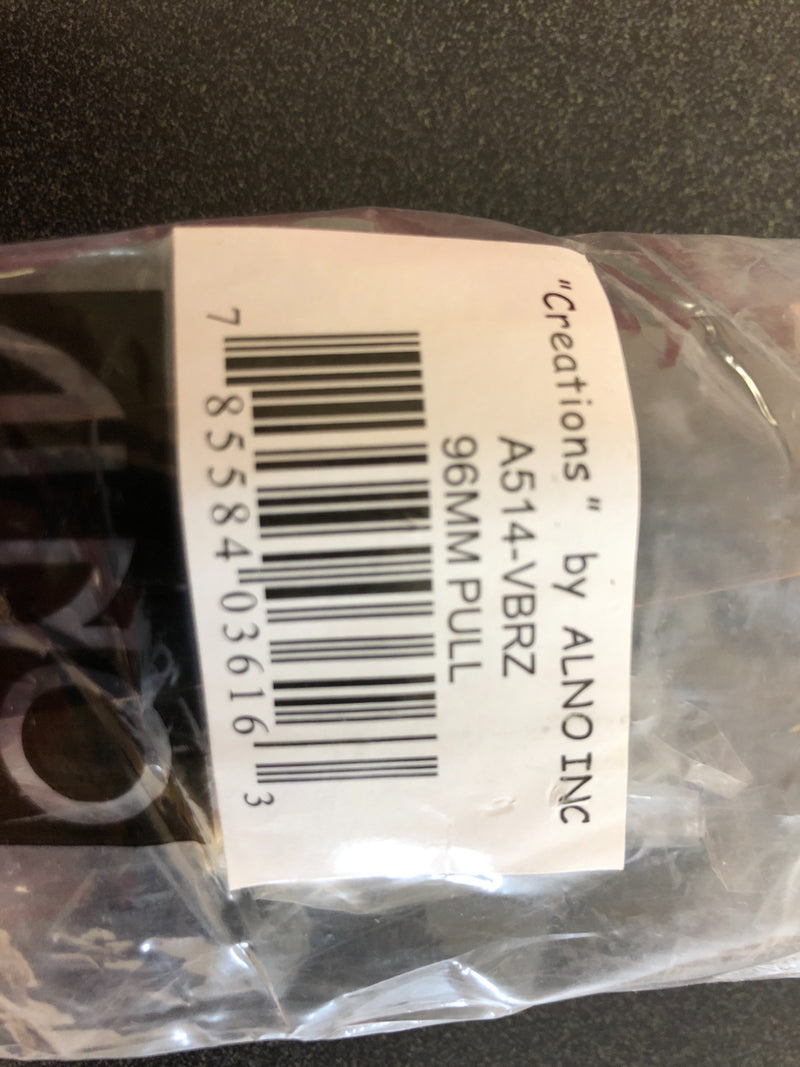 "Creations" by ALNO INC
A514-VBRZ
96MM PULL
7 85584 03616 3